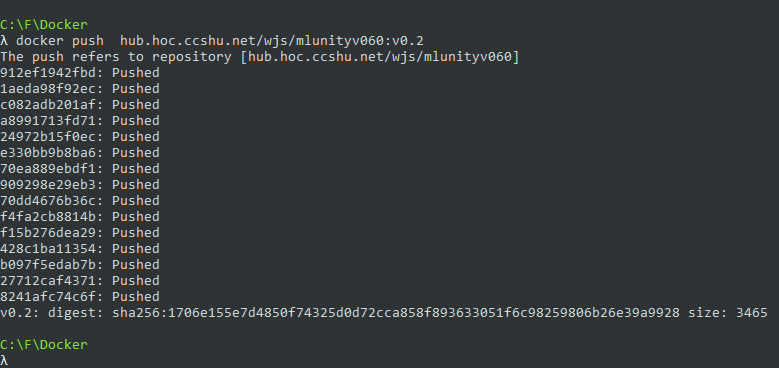 C:\F\Docker
λ docker push  hub.hoc.ccshu.net/wjs/mlunityv060:v0.2
The push refers to repository [hub.hoc.ccshu.net/wjs/mlunityv060]
912ef1942fbd: Pushed
1aeda98f92ec: Pushed
c082adb201af: Pushed
a8991713fd71: Pushed
24972b15f0ec: Pushed
e330bb9b8ba6: Pushed
70ea889ebdf1: Pushed
909298e29eb3: Pushed
70dd4676b36c: Pushed
f4fa2cb8814b: Pushed
f15b276dea29: Pushed
428c1ba11354: Pushed
b097f5edab7b: Pushed
27712caf4371: Pushed
8241afc74c6f: Pushed
v0.2: digest: sha256:1706e155e7d4850f74325d0d72cca858f893633051f6c98259806b26e39a9928 size: 3465
C:\F\Docker
λ